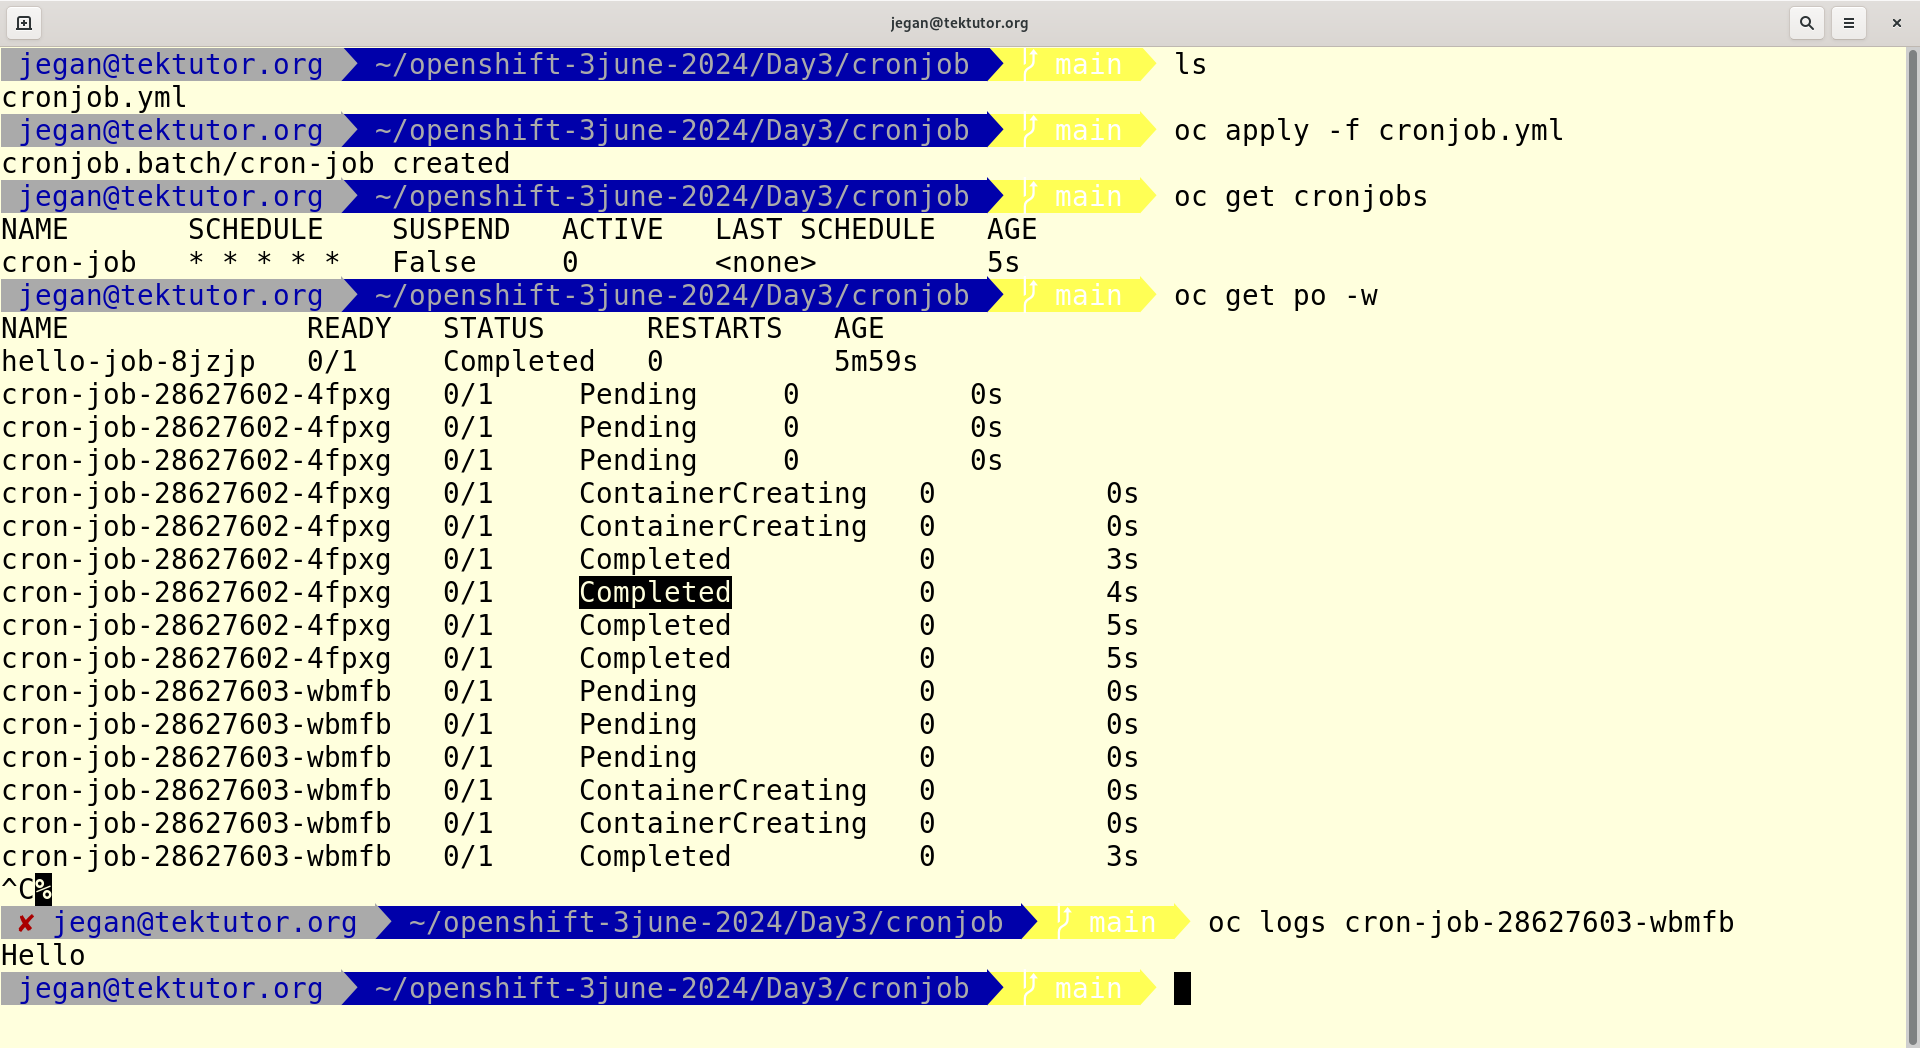 jegan@tektutor.org
jegan@tektutor.org ~/openshift-3june-2024/Day3/cronjob main ls
cronjob.yml
jegan@tektutor.org ~/openshift-3june-2024/Day3/cronjob main oc apply -f cronjob.yml
cronjob.batch/cron-job created
jegan@tektutor.org ~/openshift-3june-2024/Day3/cronjob main oc get cronjobs
NAME SCHEDULE SUSPEND ACTIVE LAST SCHEDULE AGE
cron-job * * * * * False 0 <none> 5s
jegan@tektutor.org ~/openshift-3june-2024/Day3/cronjob main oc get po -w
NAME READY STATUS RESTARTS AGE
hello-job-8jzjp 0/1 Completed 0 5m59s
cron-job-28627602-4fpxg 0/1 Pending 0 0s
cron-job-28627602-4fpxg 0/1 Pending 0 0s
cron-job-28627602-4fpxg 0/1 Pending 0 0s
cron-job-28627602-4fpxg 0/1 ContainerCreating 0 0s
cron-job-28627602-4fpxg 0/1 ContainerCreating 0 0s
cron-job-28627602-4fpxg 0/1 Completed 0 3s
cron-job-28627602-4fpxg 0/1 Completed 0 4s
cron-job-28627602-4fpxg 0/1 Completed 0 5s
cron-job-28627602-4fpxg 0/1 Completed 0 5s
cron-job-28627603-wbmfb 0/1 Pending 0 0s
cron-job-28627603-wbmfb 0/1 Pending 0 0s
cron-job-28627603-wbmfb 0/1 Pending 0 0s
cron-job-28627603-wbmfb 0/1 ContainerCreating 0 0s
cron-job-28627603-wbmfb 0/1 ContainerCreating 0 0s
cron-job-28627603-wbmfb 0/1 Completed 0 3s
^C%
✘ jegan@tektutor.org ~/openshift-3june-2024/Day3/cronjob main oc logs cron-job-28627603-wbmfb
Hello
jegan@tektutor.org ~/openshift-3june-2024/Day3/cronjob main